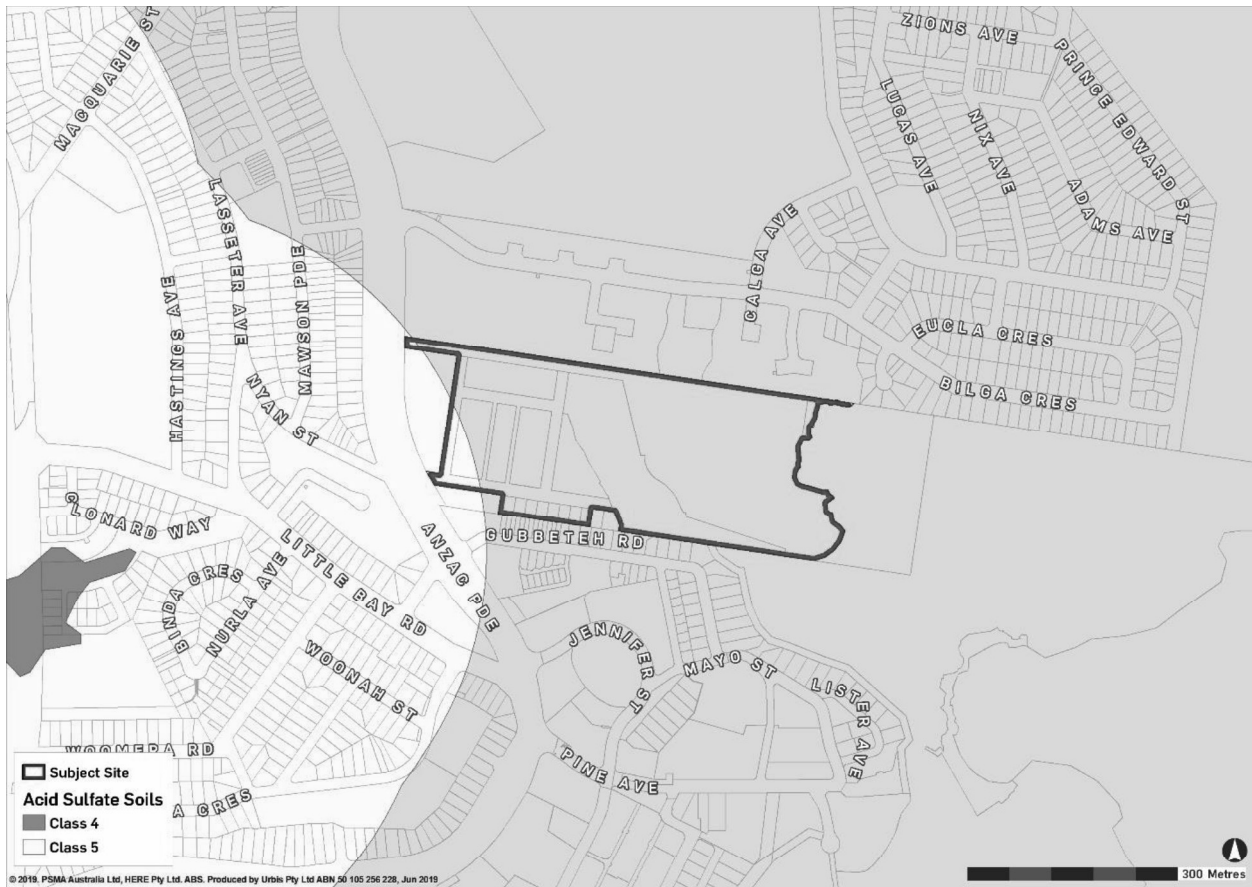 ZIONS AVE
PRINCE EDWARD ST
MACQUARIE ST
LUCAS AVE
NIX AVE
ADAMS AVE
LASSETER AVE
MAWSON PDE
CALGA AVE
HASTINGS AVE
EUCLA CRES
BILGA CRES
NYAN ST
CLONARD WAY
GUBBETEH RD
ANZAC PDE
LITTLE BAY RD
BINDA CRES
NURLA AVE
JENNIFER ST
MAYO ST
LISTER AVE
WOONAH ST
WOOMERA RD
PINE AVE
Subject Site
Acid Sulfate Soils
A CRES
Class 4
Class 5
300 Metres
© 2019. PSMA Australia Ltd, HERE Pty Ltd. ABS. Produced by Urbis Pty Ltd ABN 50 105 256 228, Jun 2019